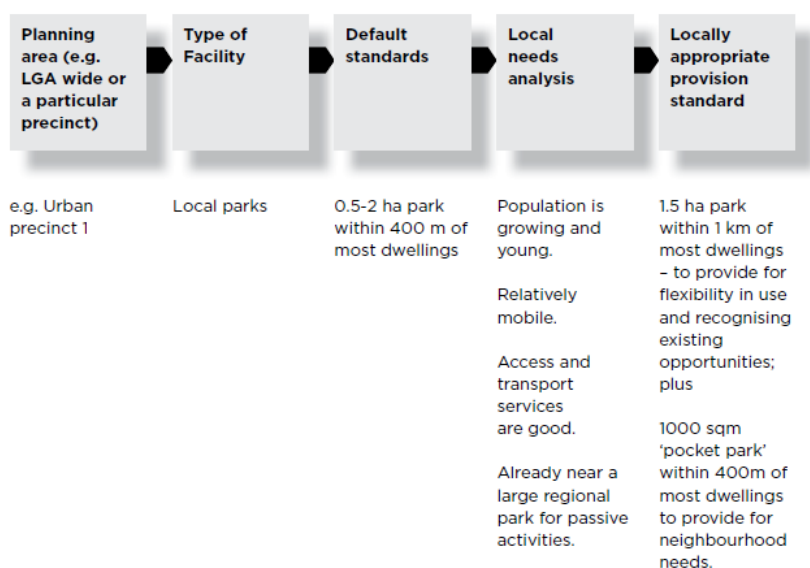 Planning
area (e.g.
LGA wide or
a particular
precinct)
Type of
Facility
Default
standards
Local
needs
analysis
Locally
appropriate
provision
standard
e.g. Urban
precinct 1
Local parks
0.5-2 ha park
within 400 m of
most dwellings
Population is
growing and
young.
Relatively
mobile.
Access and
transport
services
are good.
Already near a
large regional
park for passive
activities.
1.5 ha park
within 1 km of
most dwellings
– to provide for
flexibility in use
and recognising
existing
opportunities;
plus
1000 sqm
‘pocket park’
within 400m of
most dwellings
to provide for
neighbourhood
needs.